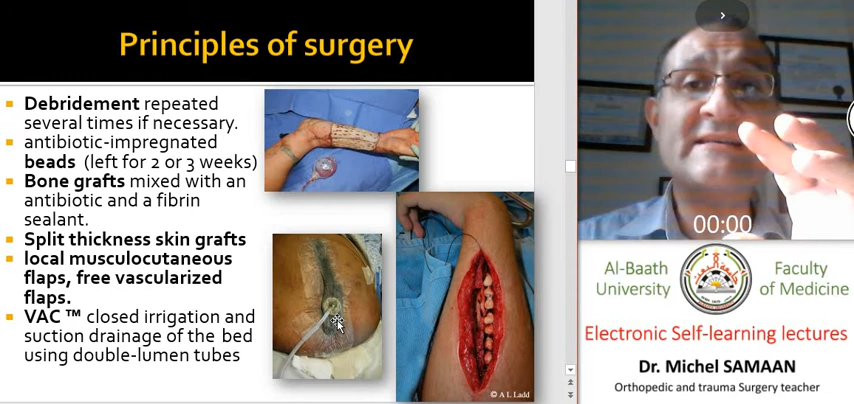 Principles of surgery
Debridement repeated
several times if necessary.
antibiotic-impregnated
beads (left for 2 or 3 weeks)
Bone grafts mixed with an
antibiotic and a fibrin
sealant.
Split thickness skin grafts
local musculocutaneous
flaps, free vascularized
flaps.
VAC ™ closed irrigation and
suction drainage of the bed
using double-lumen tubes
© A L Ladd
00:00
Al-Baath
University
Faculty
of Medicine
Electronic Self-learning lectures
Dr. Michel SAMAAN
Orthopedic and trauma Surgery teacher